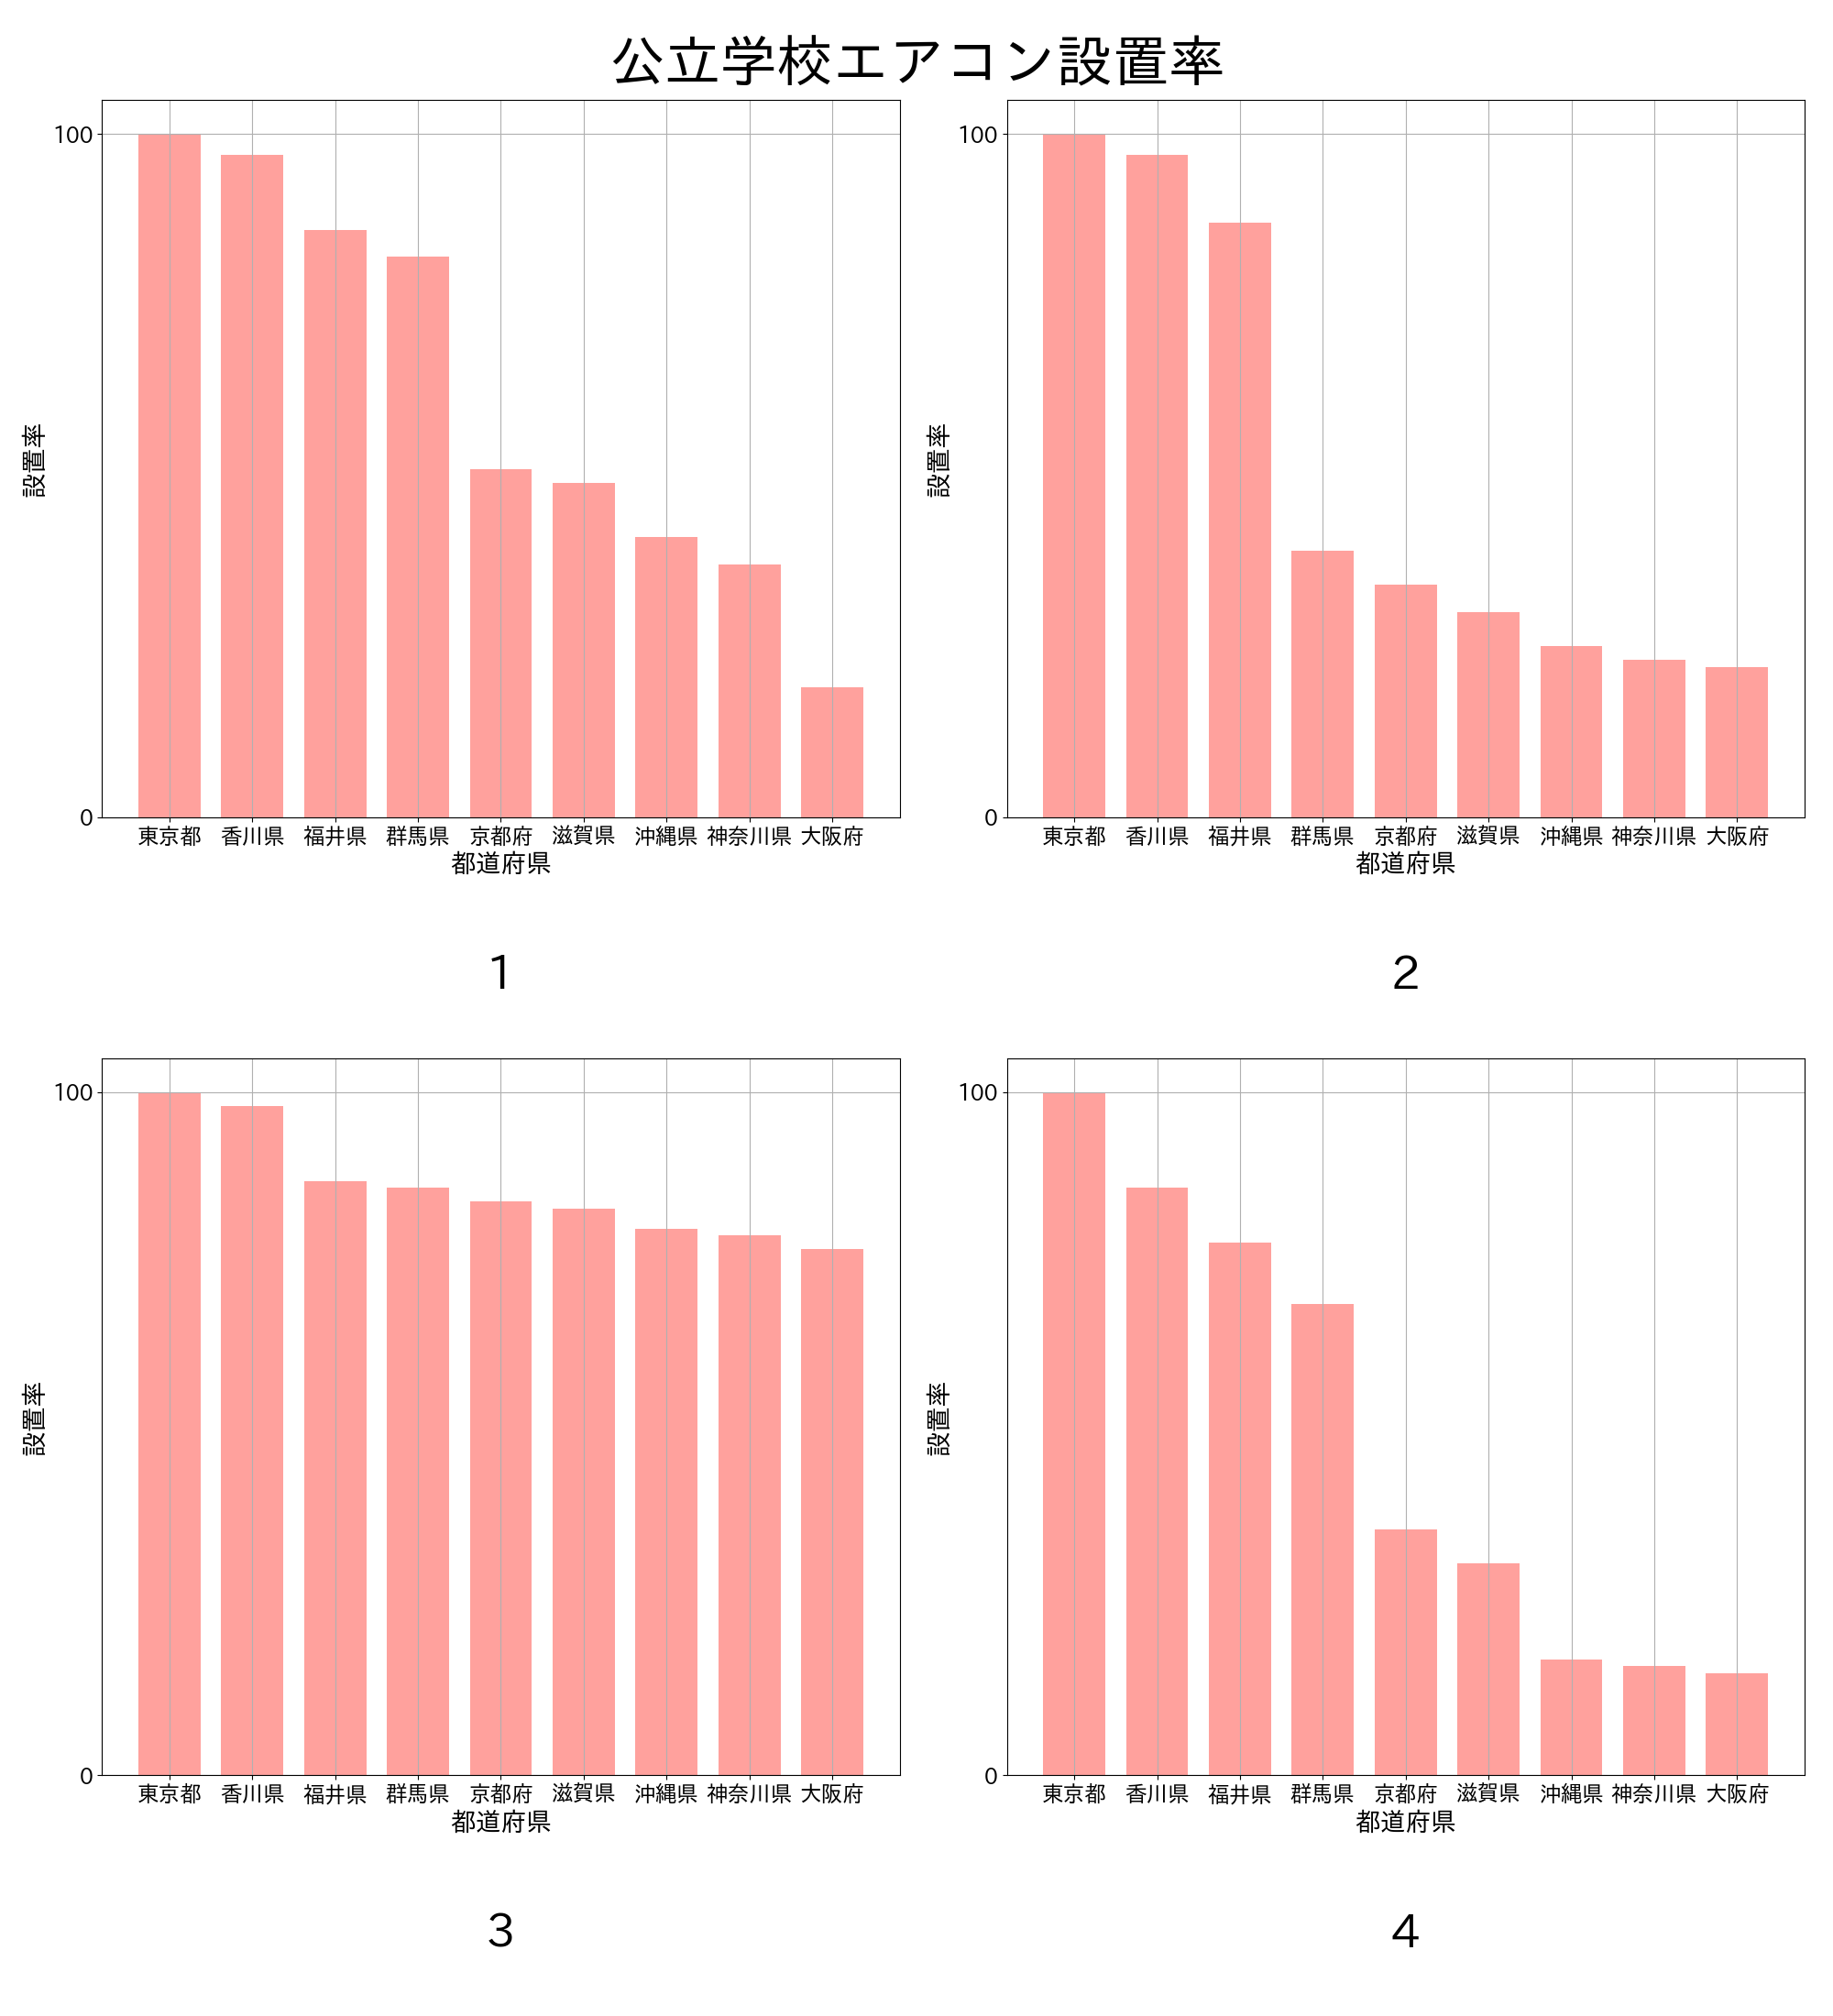 公立学校エアコン設置率
100
設置率
0
東京都 香川県 福井県 群馬県 京都府 滋賀県 沖縄県 神奈川県 大阪府
都道府県
1
100
設置率
0
東京都 香川県 福井県 群馬県 京都府 滋賀県 沖縄県 神奈川県 大阪府
都道府県
2
100
設置率
0
東京都 香川県 福井県 群馬県 京都府 滋賀県 沖縄県 神奈川県 大阪府
都道府県
3
100
設置率
0
東京都 香川県 福井県 群馬県 京都府 滋賀県 沖縄県 神奈川県 大阪府
都道府県
4